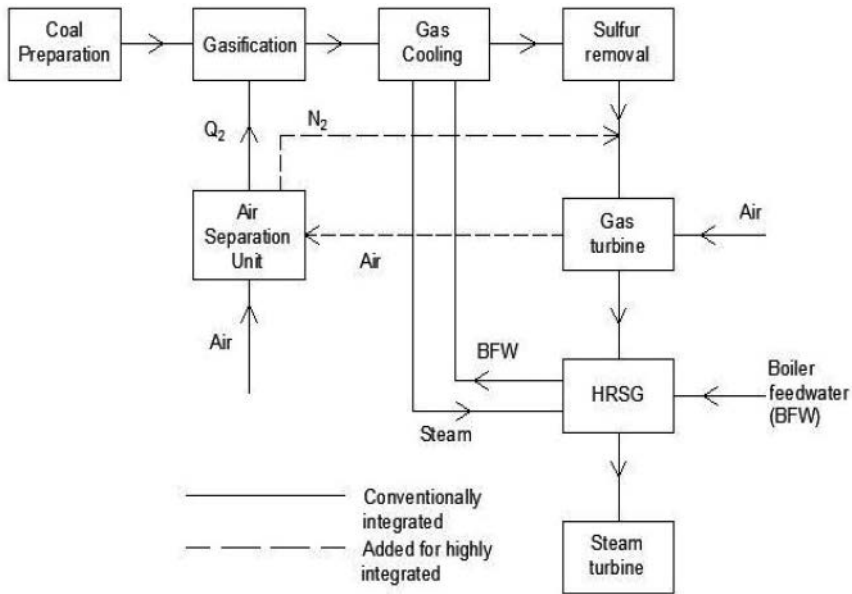 Coal
Preparation
Gasification
Gas
Cooling
Sulfur
removal
Q2
N2
Air
Separation
Unit
Gas
turbine
Air
Air
Air
BFW
HRSG
Boiler
feedwater
(BFW)
Steam
Conventionally
integrated
Added for highly
integrated
Steam
turbine